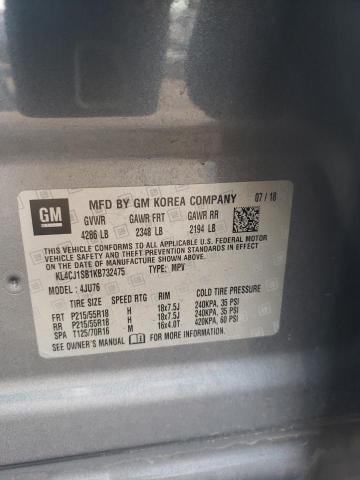 GM
MFD BY GM KOREA COMPANY 07/18
GVWR GAWR FRT GAWR RR
4286 LB 2348 LB 2194 LB
THIS VEHICLE CONFORMS TO ALL APPLICABLE U.S. FEDERAL MOTOR
VEHICLE SAFETY AND THEFT PREVENTION STANDARDS IN EFFECT
ON THE DATE OF MANUFACTURE SHOWN ABOVE.
KL4CJ1SB1KB732475 TYPE: MPV
MODEL: 4JU76
TIRE SIZE SPEED RTG RIM COLD TIRE PRESSURE
FRT P215/55R18 H 18x7.5J 240KPA, 35 PSI
RR P215/55R18 H 18x7.5J 240KPA, 35 PSI
SPA T125/70R16 M 16x4.0T 420KPA, 60 PSI
SEE OWNER'S MANUAL FOR ADDITIONAL INFORMATION.